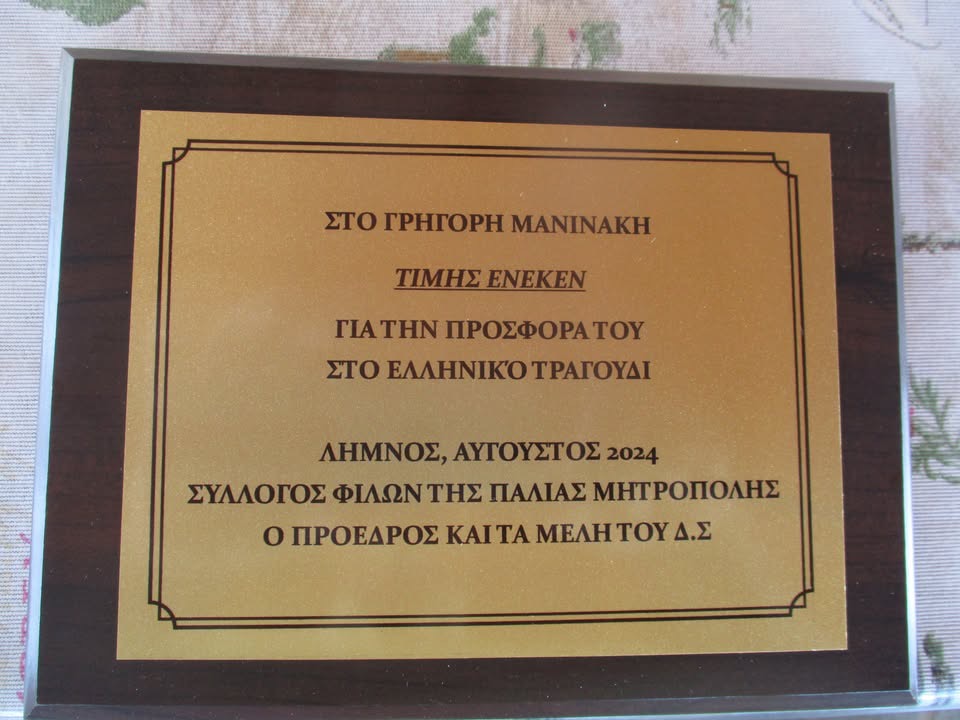 ΣΤΟ ΓΡΗΓΟΡΗ ΜΑΝΙΝΑΚΗ
ΤΙΜΗΣ ΕΝΕΚΕΝ
ΓΙΑ ΤΗΝ ΠΡΟΣΦΟΡΑ ΤΟΥ
ΣΤΟ ΕΛΛΗΝΙΚΌ ΤΡΑΓΟΥΔΙ
ΛΗΜΝΟΣ, ΑΥΓΟΥΣΤΟΣ 2024
ΣΥΛΛΟΓΟΣ ΦΙΛΩΝ ΤΗΣ ΠΑΛΙΑΣ ΜΗΤΡΟΠΟΛΗΣ
Ο ΠΡΟΕΔΡΟΣ ΚΑΙ ΤΑ ΜΕΛΗ ΤΟΥ Δ.Σ